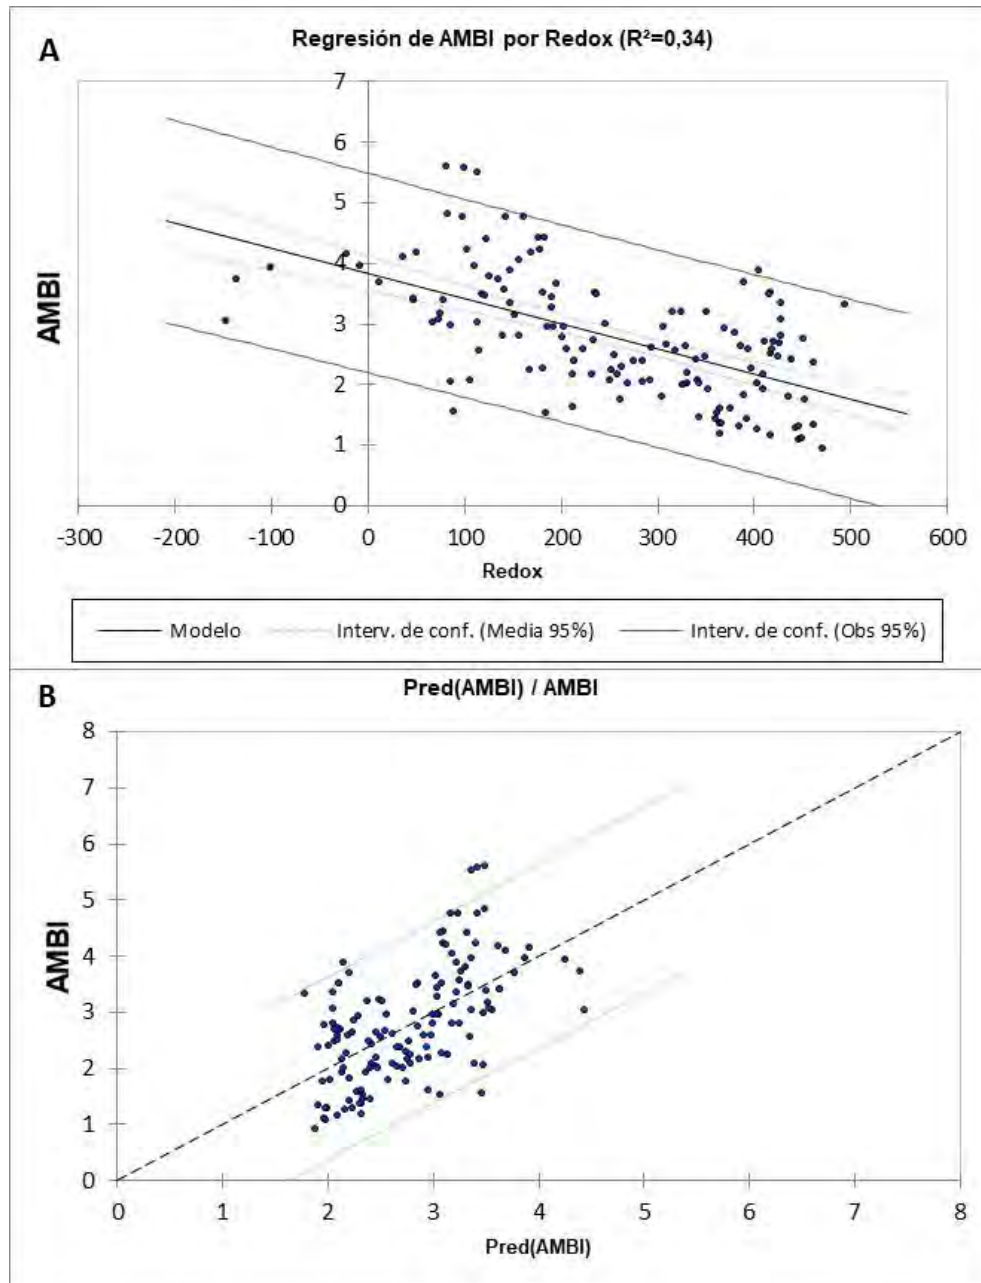 A
Regresión de AMBI por Redox (R²=0,34)
7
6
5
4
3
2
1
0
AMBI
-300 -200 -100 0 100 200 300 400 500 600
Redox
Modelo Interv. de conf. (Media 95%) Interv. de conf. (Obs 95%)
B
Pred(AMBI) / AMBI
8
7
6
5
4
3
2
1
0
AMBI
0 1 2 3 4 5 6 7 8
Pred(AMBI)